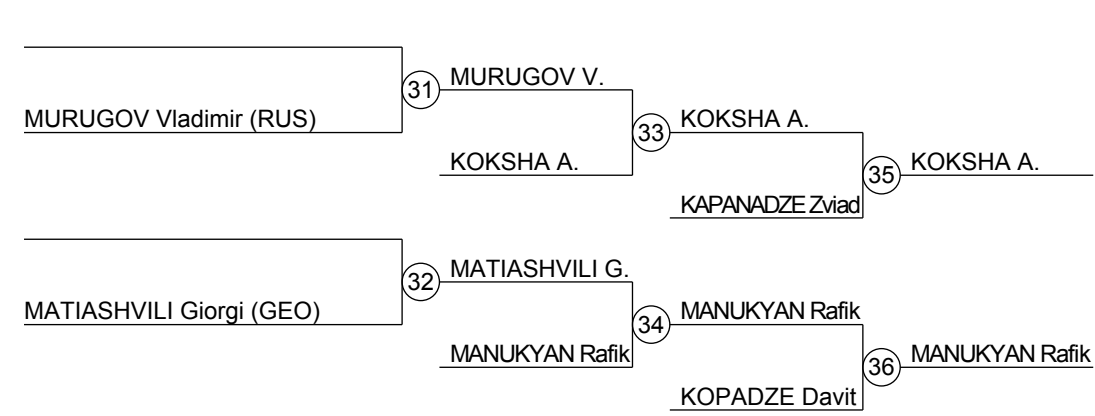 31 MURUGOV V.
MURUGOV Vladimir (RUS)
33 KOKSHA A.
KOKSHA A.
35 KOKSHA A.
KAPANADZE Zviad
32 MATIASHVILI G.
MATIASHVILI Giorgi (GEO)
34 MANUKYAN Rafik
MANUKYAN Rafik
36 MANUKYAN Rafik
KOPADZE Davit